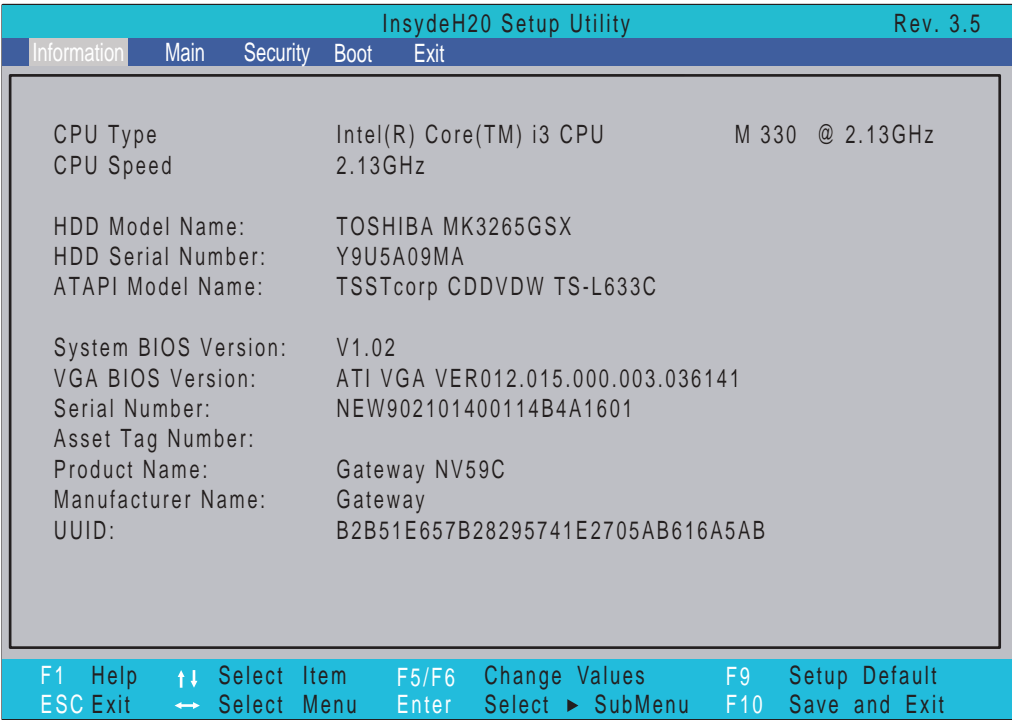 InsydeH20 Setup Utility Rev. 3.5
Information Main Security Boot Exit
CPU Type Intel(R) Core(TM) i3 CPU M 330 @ 2.13GHz
CPU Speed 2.13GHz
HDD Model Name: TOSHIBA MK3265GSX
HDD Serial Number: Y9U5A09MA
ATAPI Model Name: TSSTcorp CDDVDW TS-L633C
System BIOS Version: V1.02
VGA BIOS Version: ATI VGA VER012.015.000.003.036141
Serial Number: NEW902101400114B4A1601
Asset Tag Number:
Product Name: Gateway NV59C
Manufacturer Name: Gateway
UUID: B2B51E657B28295741E2705AB616A5AB
F1 Help ↑↓ Select Item F5/F6 Change Values F9 Setup Default
ESC Exit ↔ Select Menu Enter Select ► SubMenu F10 Save and Exit